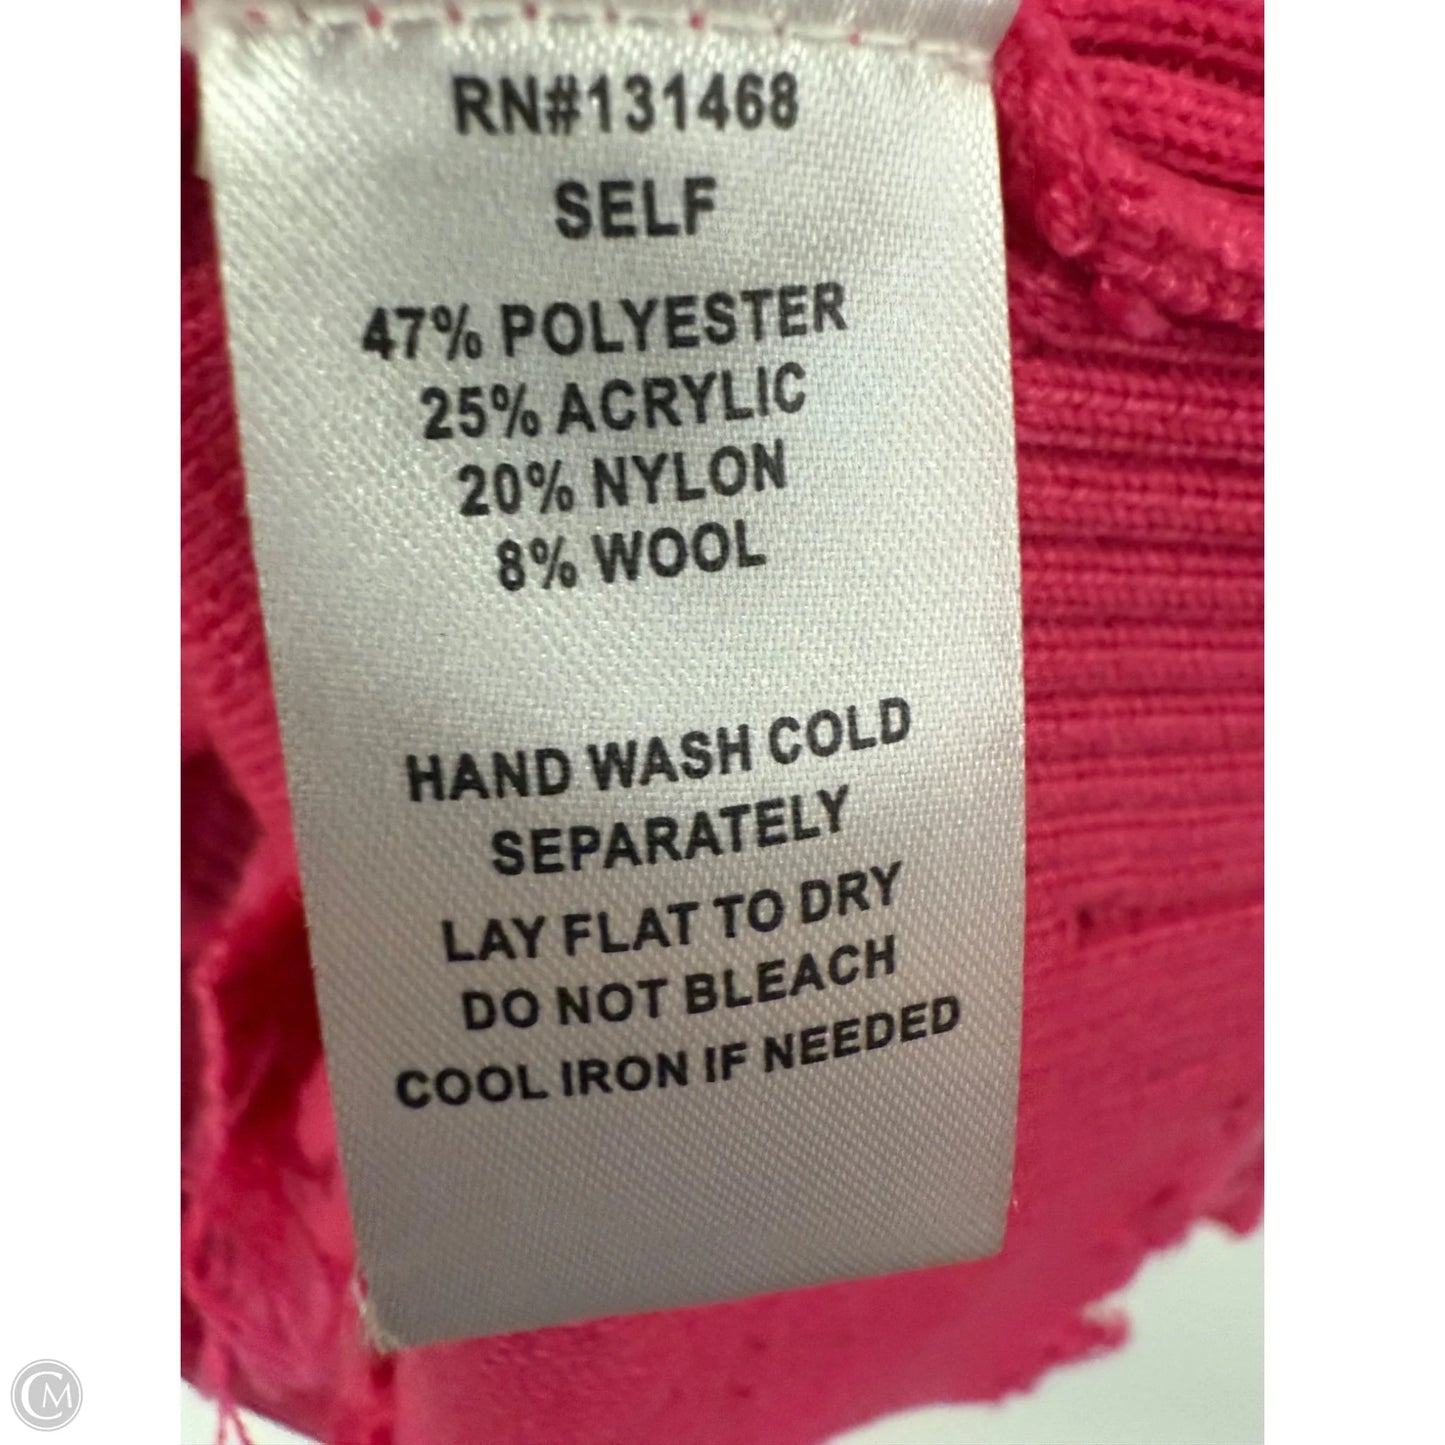 RN#131468
SELF
47% POLYESTER
25% ACRYLIC
20% NYLON
8% WOOL
HAND WASH COLD
SEPARATELY
LAY FLAT TO DRY
DO NOT BLEACH
COOL IRON IF NEEDED
CM